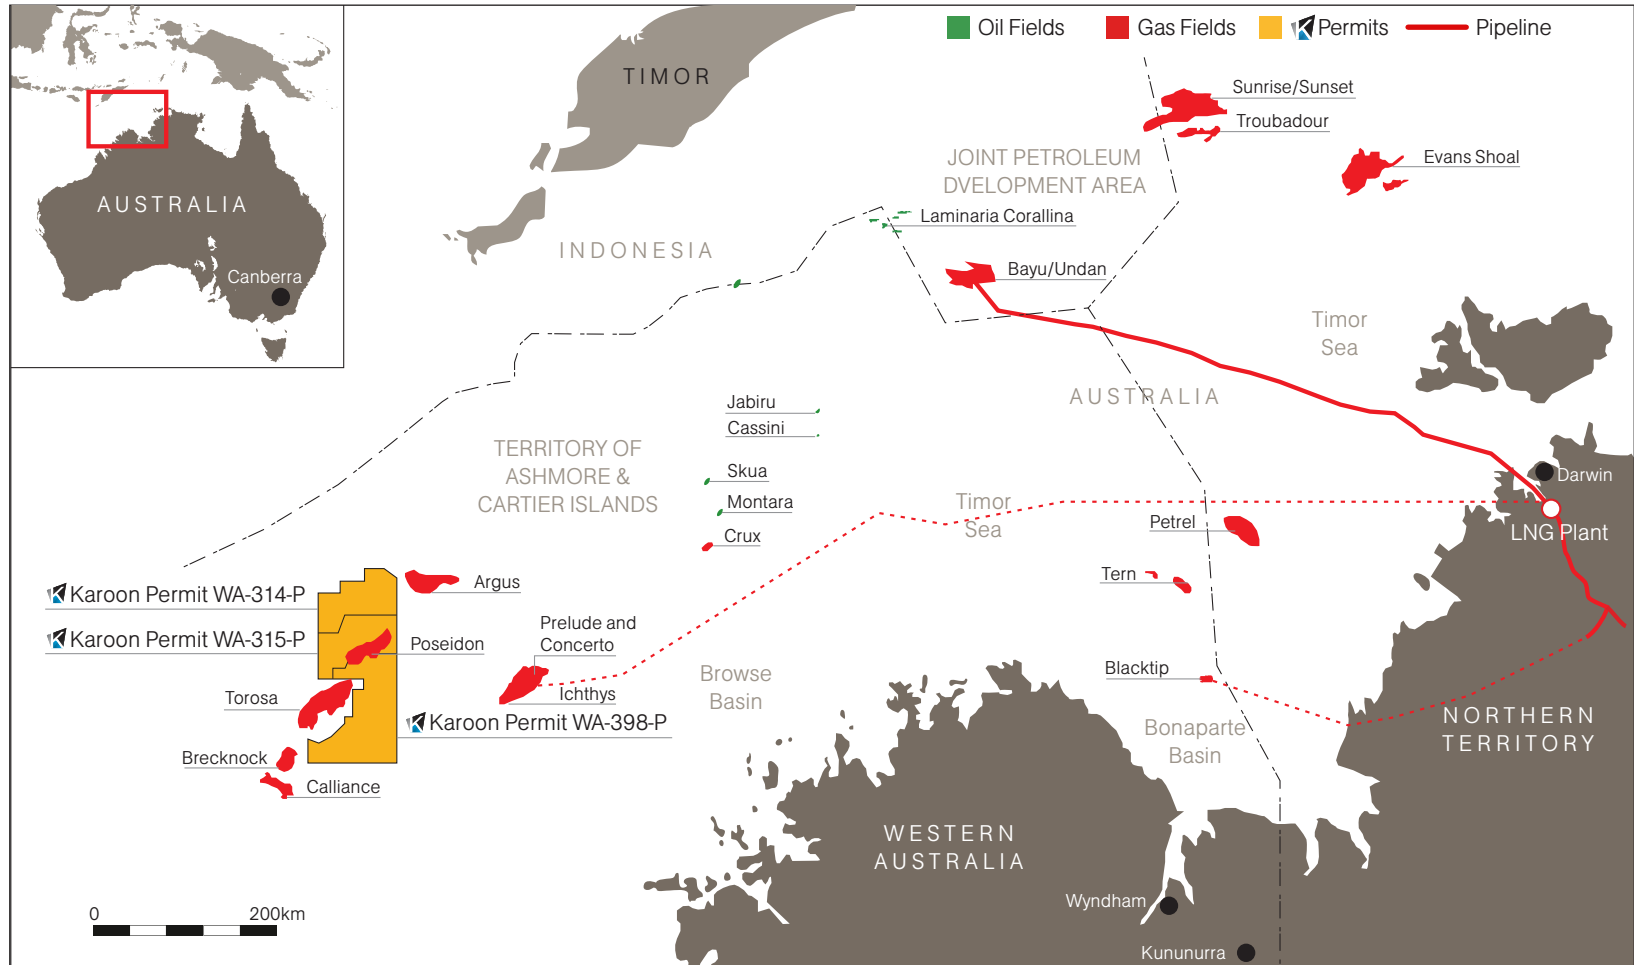 Oil Fields
Gas Fields
Permits
Pipeline
TIMOR
Sunrise/Sunset
Troubadour
Evans Shoal
JOINT PETROLEUM
DVELOPMENT AREA
AUSTRALIA
Laminaria Corallina
INDONESIA
Canberra
Bayu/Undan
Timor
Sea
AUSTRALIA
Jabiru
Cassini
TERRITORY OF
ASHMORE &
CARTIER ISLANDS
Skua
Montara
Crux
Timor
Sea
Petrel
Darwin
LNG Plant
Tern
Karoon Permit WA-314-P
Argus
Karoon Permit WA-315-P
Poseidon
Prelude and
Concerto
Ichthys
Torosa
Karoon Permit WA-398-P
Browse
Basin
Blacktip
Bonaparte
Basin
NORTHERN
TERRITORY
Brecknock
Calliance
WESTERN
AUSTRALIA
Wyndham
Kununurra
0
200km